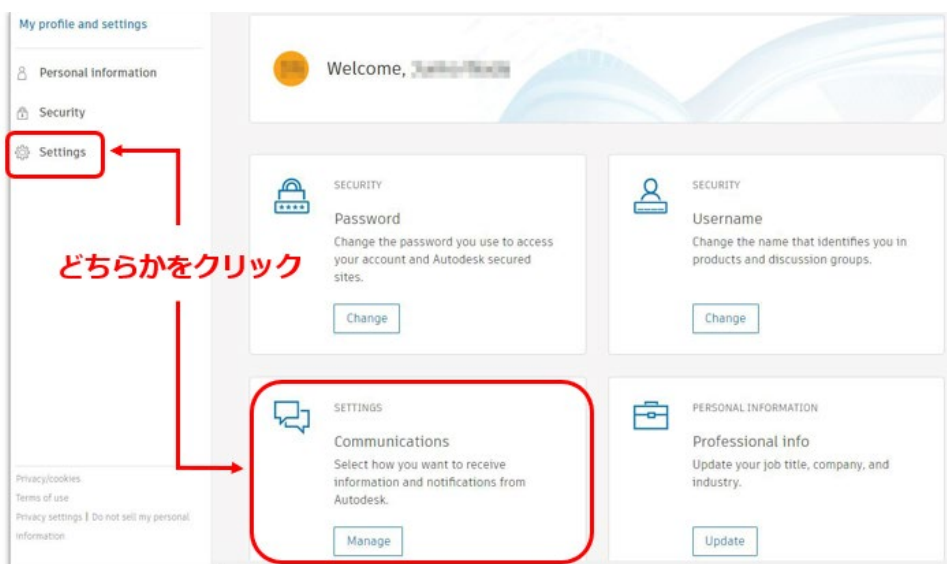 My profile and settings
Personal information
Security
Settings
どちらかをクリック
Privacy/cookies
Terms of use
Privacy settings | Do not sell my personal
information
Welcome,
SECURITY
Password
Change the password you use to access
your account and Autodesk secured
sites.
Change
SECURITY
Username
Change the name that identifies you in
products and discussion groups.
Change
SETTINGS
Communications
Select how you want to receive
information and notifications from
Autodesk.
Manage
PERSONAL INFORMATION
Professional info
Update your job title, company, and
industry.
Update